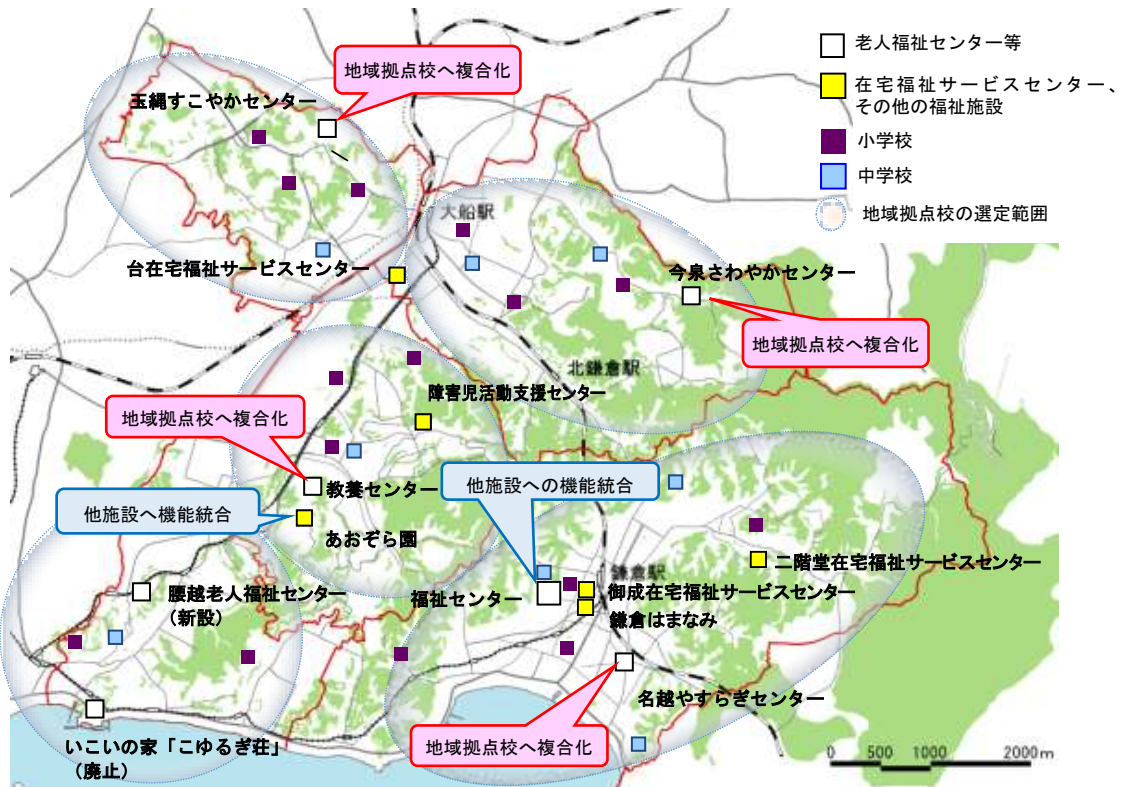 老人福祉センター等
在宅福祉サービスセンター、
その他の福祉施設
小学校
中学校
地域拠点校の選定範囲
地域拠点校へ複合化
玉縄すこやかセンター
大船駅
台在宅福祉サービスセンター
今泉さわやかセンター
地域拠点校へ複合化
北鎌倉駅
障害児活動支援センター
地域拠点校へ複合化
教養センター
他施設への機能統合
他施設へ機能統合
あおぞら園
二階堂在宅福祉サービスセンター
鎌倉駅
福祉センター
御成在宅福祉サービスセンター
鎌倉はまなみ
腰越老人福祉センター
(新設)
名越やすらぎセンター
地域拠点校へ複合化
いこいの家「こゆるぎ荘」
(廃止)
0 500 1000 2000m